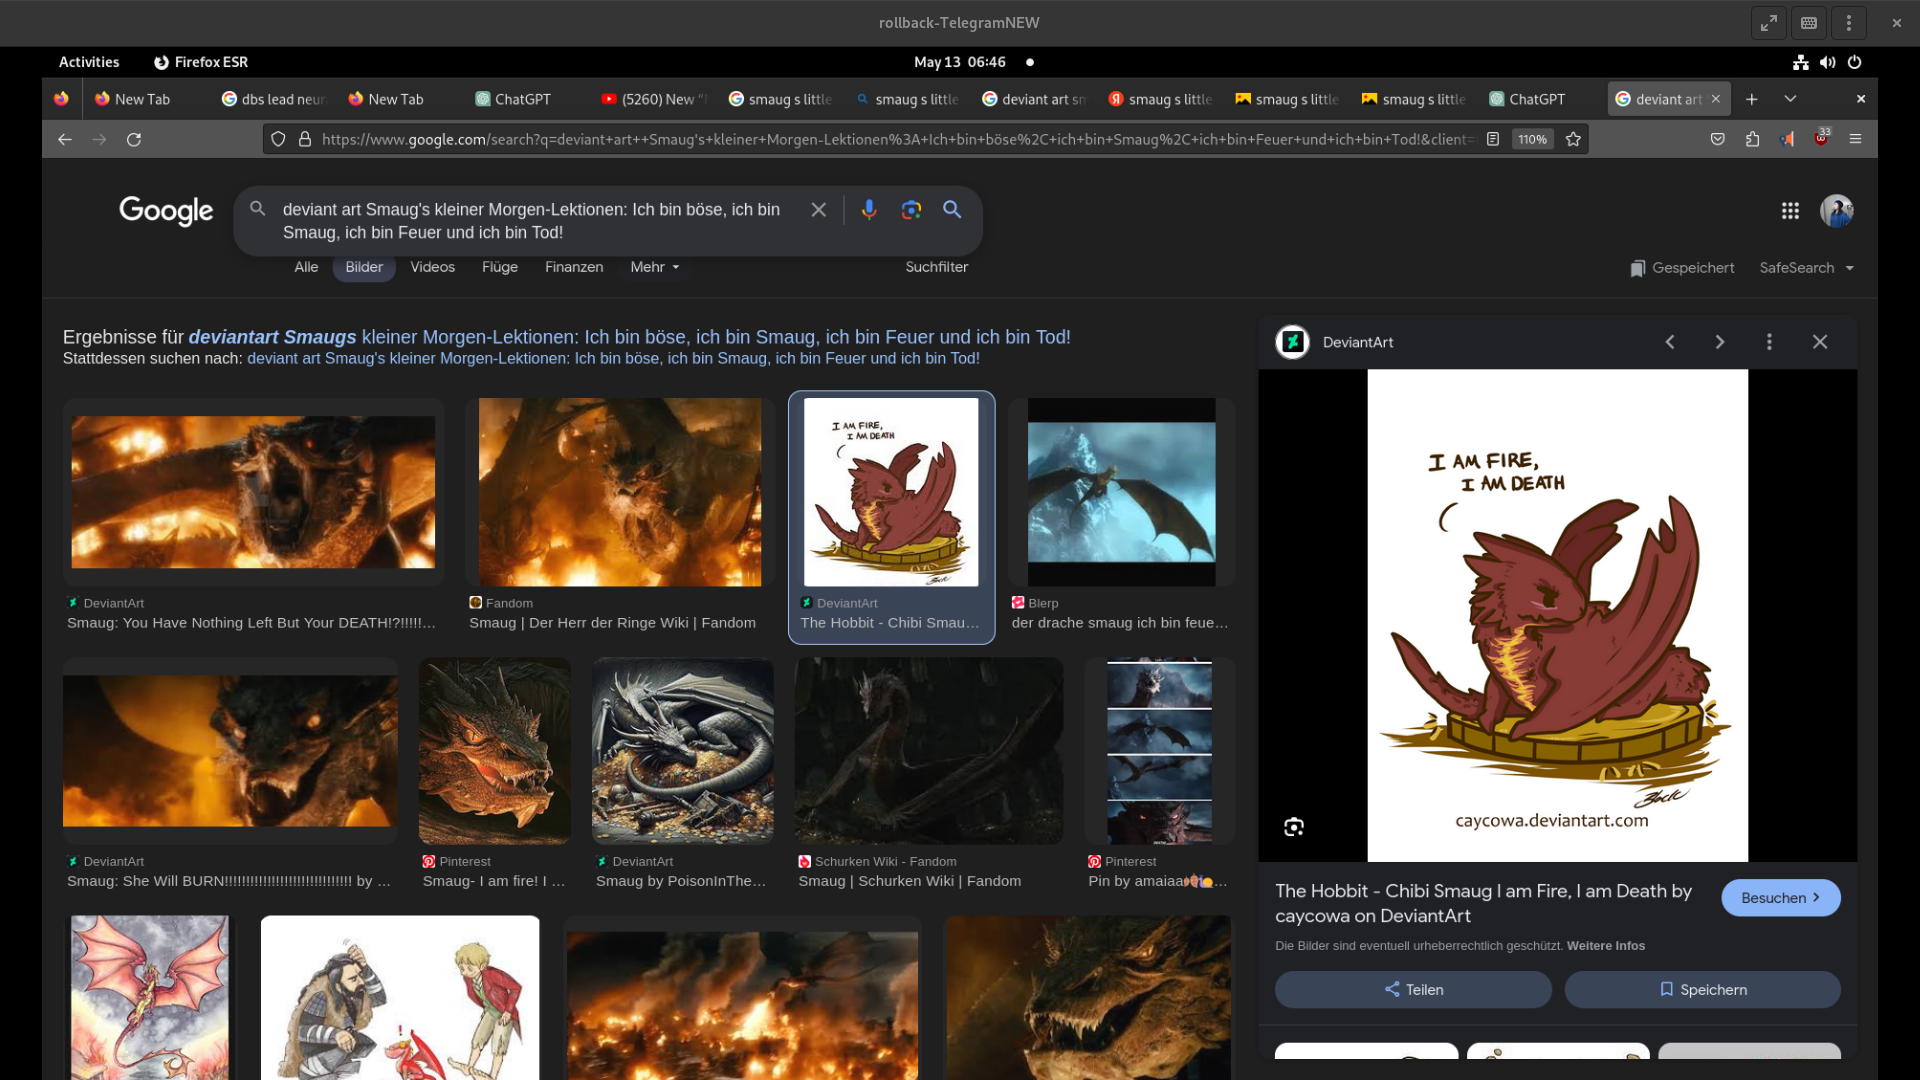 rollback-TelegramNEW
Activities
Firefox ESR
May 13 06:46
New Tab
dbs lead neur
New Tab
ChatGPT
(5260) New "
smaug s little
smaug s little
deviant art sm
smaug s little
smaug s little
smaug s little
ChatGPT
deviant art
https://www.google.com/search?q=deviant+art++Smaug's+kleiner+Morgen-Lektionen%3A+Ich+bin+böse%2C+ich+bin+Smaug%2C+ich+bin+Feuer+und+ich+bin+Tod!&client=
110%
33
Google
deviant art Smaug's kleiner Morgen-Lektionen: Ich bin böse, ich bin
Smaug, ich bin Feuer und ich bin Tod!
Alle
Bilder
Videos
Flüge
Finanzen
Mehr
Suchfilter
Gespeichert
SafeSearch
Ergebnisse für deviantart Smaugs kleiner Morgen-Lektionen: Ich bin böse, ich bin Smaug, ich bin Feuer und ich bin Tod!
Stattdessen suchen nach: deviant art Smaug's kleiner Morgen-Lektionen: Ich bin böse, ich bin Smaug, ich bin Feuer und ich bin Tod!
I AM FIRE,
I AM DEATH
DeviantArt
Smaug: You Have Nothing Left But Your DEATH!?!!!!!...
Fandom
Smaug | Der Herr der Ringe Wiki | Fandom
DeviantArt
The Hobbit - Chibi Smau...
Blerp
der drache smaug ich bin feue...
DeviantArt
Smaug: She Will BURN!!!!!!!!!!!!!!!!!!!!!!!!!!!!!! by ...
Pinterest
Smaug- I am fire! I ...
DeviantArt
Smaug by PoisonInThe...
Schurken Wiki - Fandom
Smaug | Schurken Wiki | Fandom
Pinterest
Pin by amaiaa...
!
DeviantArt
I AM FIRE,
I AM DEATH
caycowa.deviantart.com
The Hobbit - Chibi Smaug I am Fire, I am Death by
caycowa on DeviantArt
Besuchen
Die Bilder sind eventuell urheberrechtlich geschützt. Weitere Infos
Teilen
Speichern